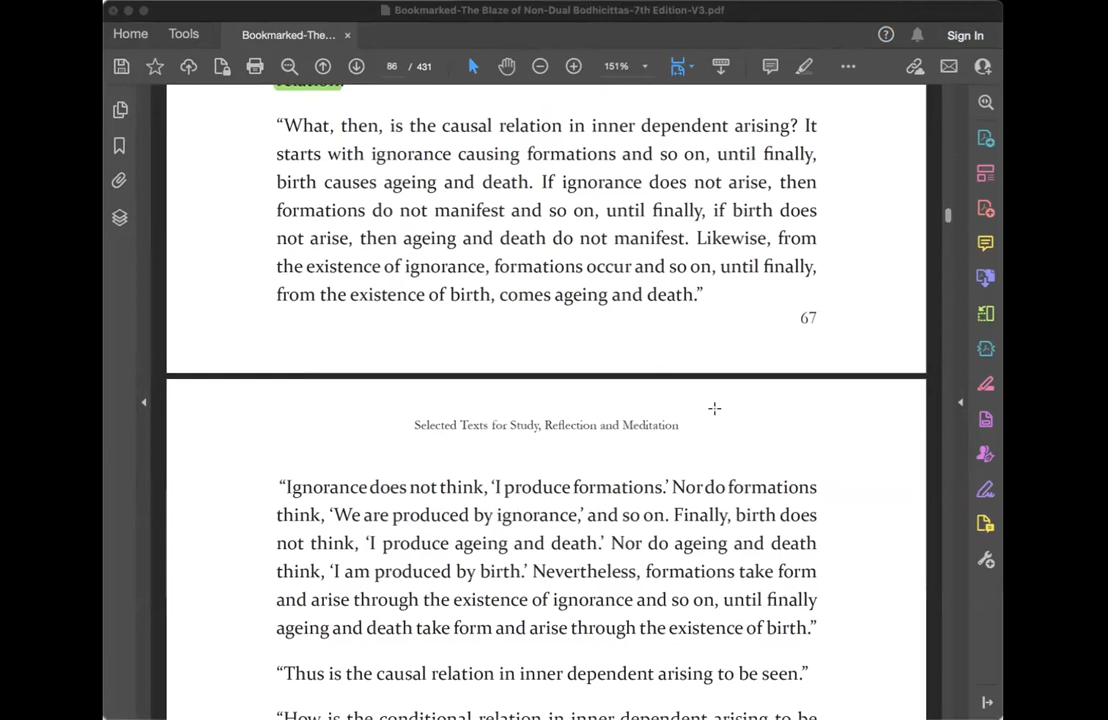 Bookmarked-The Blaze of Non-Dual Bodhicittas-7th Edition-V3.pdf
Home Tools Bookmarked-The... × Sign In
86 / 431 151%
relation.
“What, then, is the causal relation in inner dependent arising? It
starts with ignorance causing formations and so on, until finally,
birth causes ageing and death. If ignorance does not arise, then
formations do not manifest and so on, until finally, if birth does
not arise, then ageing and death do not manifest. Likewise, from
the existence of ignorance, formations occur and so on, until finally,
from the existence of birth, comes ageing and death.”
67
Selected Texts for Study, Reflection and Meditation
“Ignorance does not think, ‘I produce formations.’ Nor do formations
think, ‘We are produced by ignorance,’ and so on. Finally, birth does
not think, ‘I produce ageing and death.’ Nor do ageing and death
think, ‘I am produced by birth.’ Nevertheless, formations take form
and arise through the existence of ignorance and so on, until finally
ageing and death take form and arise through the existence of birth.”
“Thus is the causal relation in inner dependent arising to be seen.”
“How is the conditional relation in inner dependent arising to be